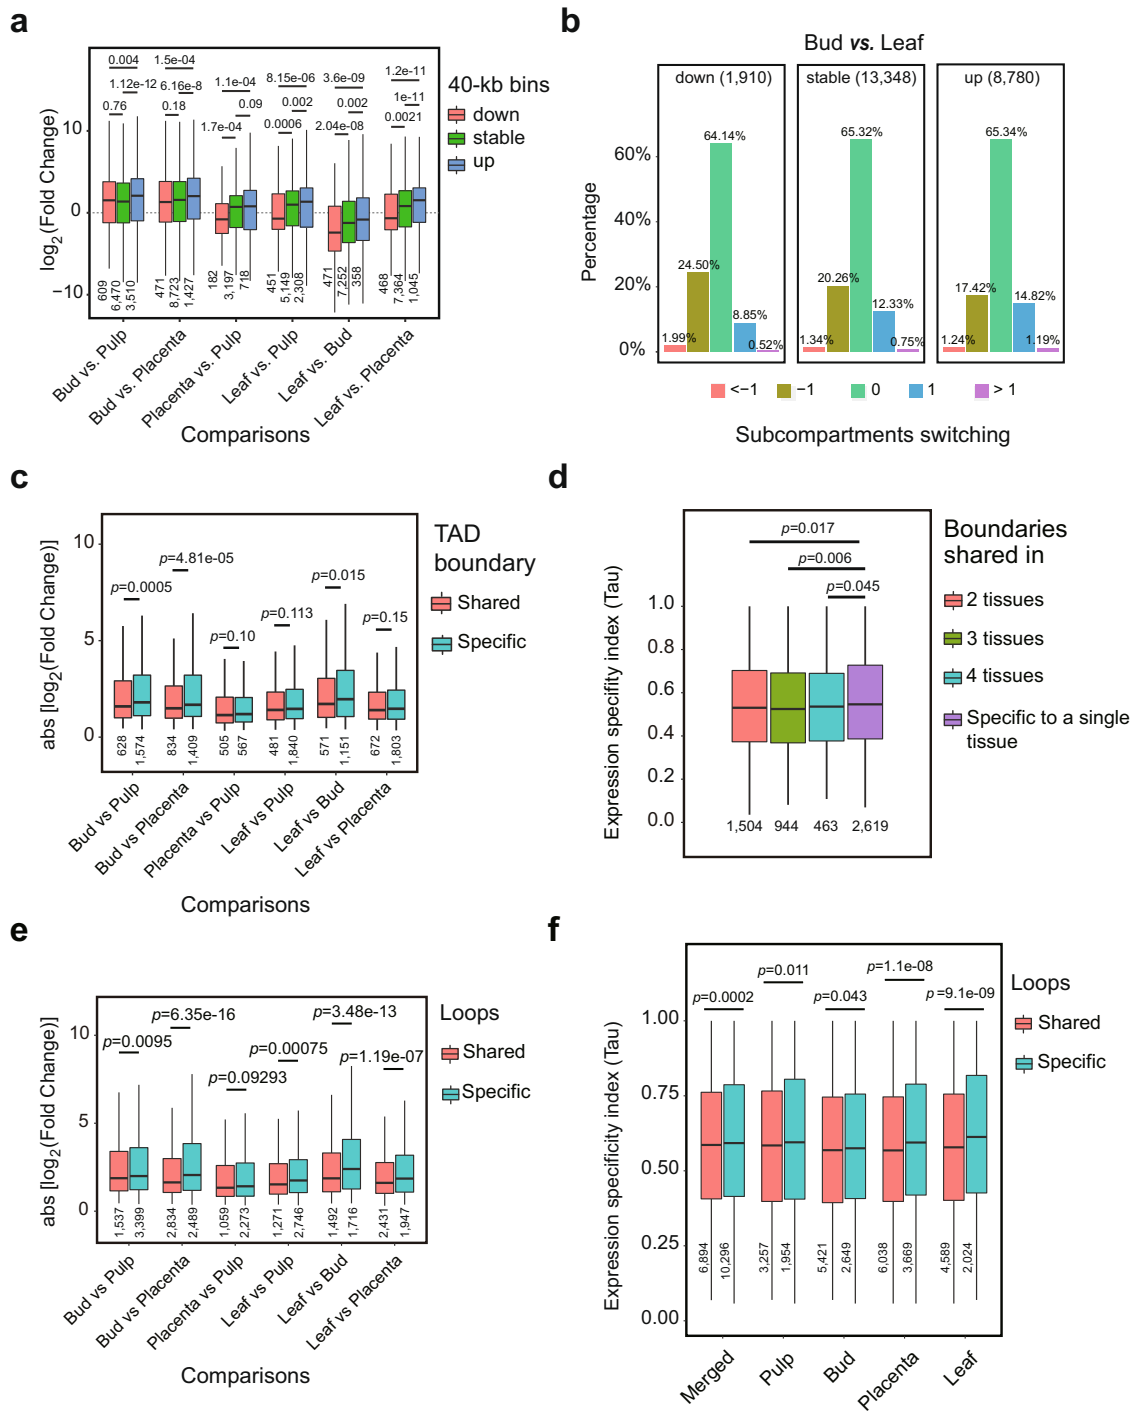 a
0.004
1.5e-04
1.12e-12
6.16e-8
1.1e-04
8.15e-06
3.6e-09
1.2e-11
0.76
0.18
0.09
0.002
0.002
1e-11
1.7e-04
0.0006
2.04e-08
0.0021
40-kb bins
down
stable
up
log2(Fold Change)
10
0
−10
609
6,470
3,510
471
8,723
1,427
182
3,197
718
451
5,149
2,308
471
7,252
358
468
7,364
1,045
Bud vs. Pulp
Bud vs. Placenta
Placenta vs. Pulp
Leaf vs. Pulp
Leaf vs. Bud
Leaf vs. Placenta
Comparisons
b
Bud vs. Leaf
down (1,910)
stable (13,348)
up (8,780)
Percentage
60%
40%
20%
0%
1.99%
24.50%
64.14%
8.85%
0.52%
1.34%
20.26%
65.32%
12.33%
0.75%
1.24%
17.42%
65.34%
14.82%
1.19%
<−1
−1
0
1
> 1
Subcompartments switching
c
abs [log2(Fold Change)]
10
5
0
p=0.0005
p=4.81e-05
p=0.10
p=0.113
p=0.015
p=0.15
TAD
boundary
Shared
Specific
628
1,574
834
1,409
505
567
481
1,840
571
1,151
672
1,803
Bud vs Pulp
Bud vs Placenta
Placenta vs Pulp
Leaf vs Pulp
Leaf vs Bud
Leaf vs Placenta
Comparisons
d
Expression specifity index (Tau)
1.0
0.8
0.6
0.4
0.2
0.0
p=0.017
p=0.006
p=0.045
1,504
944
463
2,619
Boundaries
shared in
2 tissues
3 tissues
4 tissues
Specific to a single
tissue
e
abs [log2(Fold Change)]
10
5
0
p=0.0095
p=6.35e-16
p=0.09293
p=0.00075
p=3.48e-13
p=1.19e-07
Loops
Shared
Specific
1,537
3,399
2,834
2,489
1,059
2,273
1,271
2,746
1,492
1,716
2,431
1,947
Bud vs Pulp
Bud vs Placenta
Placenta vs Pulp
Leaf vs Pulp
Leaf vs Bud
Leaf vs Placenta
Comparisons
f
Expression specificity index (Tau)
1.00
0.75
0.50
0.25
0.00
p=0.0002
p=0.011
p=0.043
p=1.1e-08
p =9.1e-09
Loops
Shared
Specific
6,894
10,296
3,257
1,954
5,421
2,649
6,038
3,669
4,589
2,024
Merged
Pulp
Bud
Placenta
Leaf